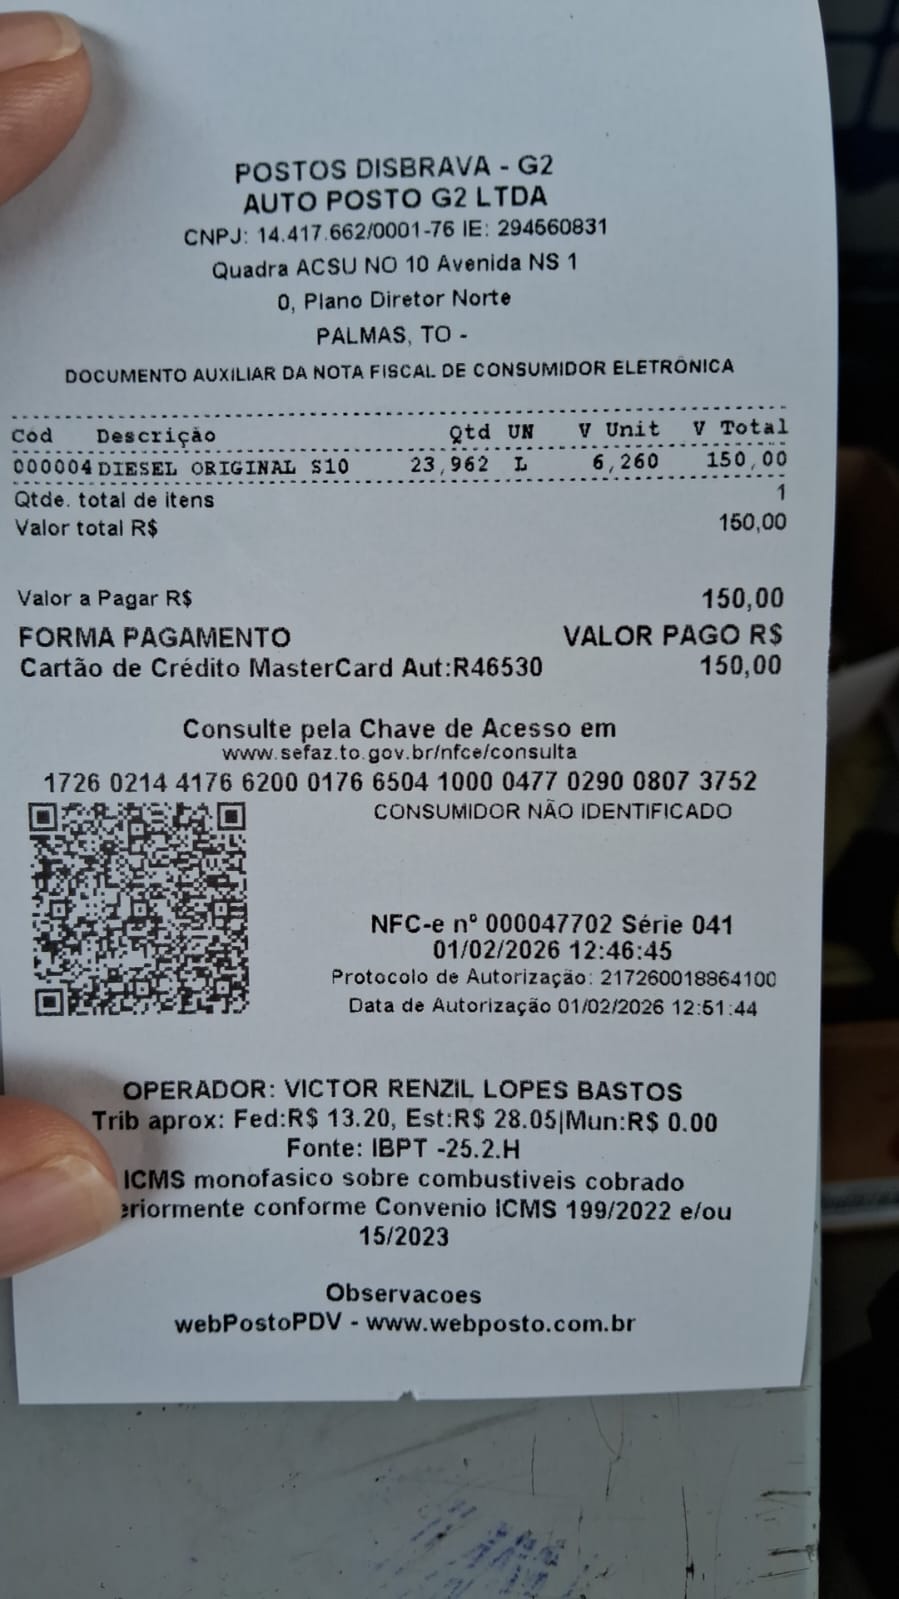 POSTOS DISBRAVA - G2
AUTO POSTO G2 LTDA
CNPJ: 14.417.662/0001-76 IE: 294560831
Quadra ACSU NO 10 Avenida NS 1
0, Plano Diretor Norte
PALMAS, TO -
DOCUMENTO AUXILIAR DA NOTA FISCAL DE CONSUMIDOR ELETRÔNICA
Cód Descrição Qtd UN V Unit V Total
000004 DIESEL ORIGINAL S10 23,962 L 6,260 150,00
Qtde. total de itens 1
Valor total R$ 150,00
Valor a Pagar R$ 150,00
FORMA PAGAMENTO VALOR PAGO R$
Cartão de Crédito MasterCard Aut:R46530 150,00
Consulte pela Chave de Acesso em
www.sefaz.to.gov.br/nfce/consulta
1726 0214 4176 6200 0176 6504 1000 0477 0290 0807 3752
CONSUMIDOR NÃO IDENTIFICADO
NFC-e nº 000047702 Série 041
01/02/2026 12:46:45
Protocolo de Autorização: 217260018864100
Data de Autorização 01/02/2026 12:51:44
OPERADOR: VICTOR RENZIL LOPES BASTOS
Trib aprox: Fed:R$ 13.20, Est:R$ 28.05|Mun:R$ 0.00
Fonte: IBPT -25.2.H
ICMS monofasico sobre combustiveis cobrado
eriormente conforme Convenio ICMS 199/2022 e/ou
15/2023
Observacoes
webPostoPDV - www.webposto.com.br